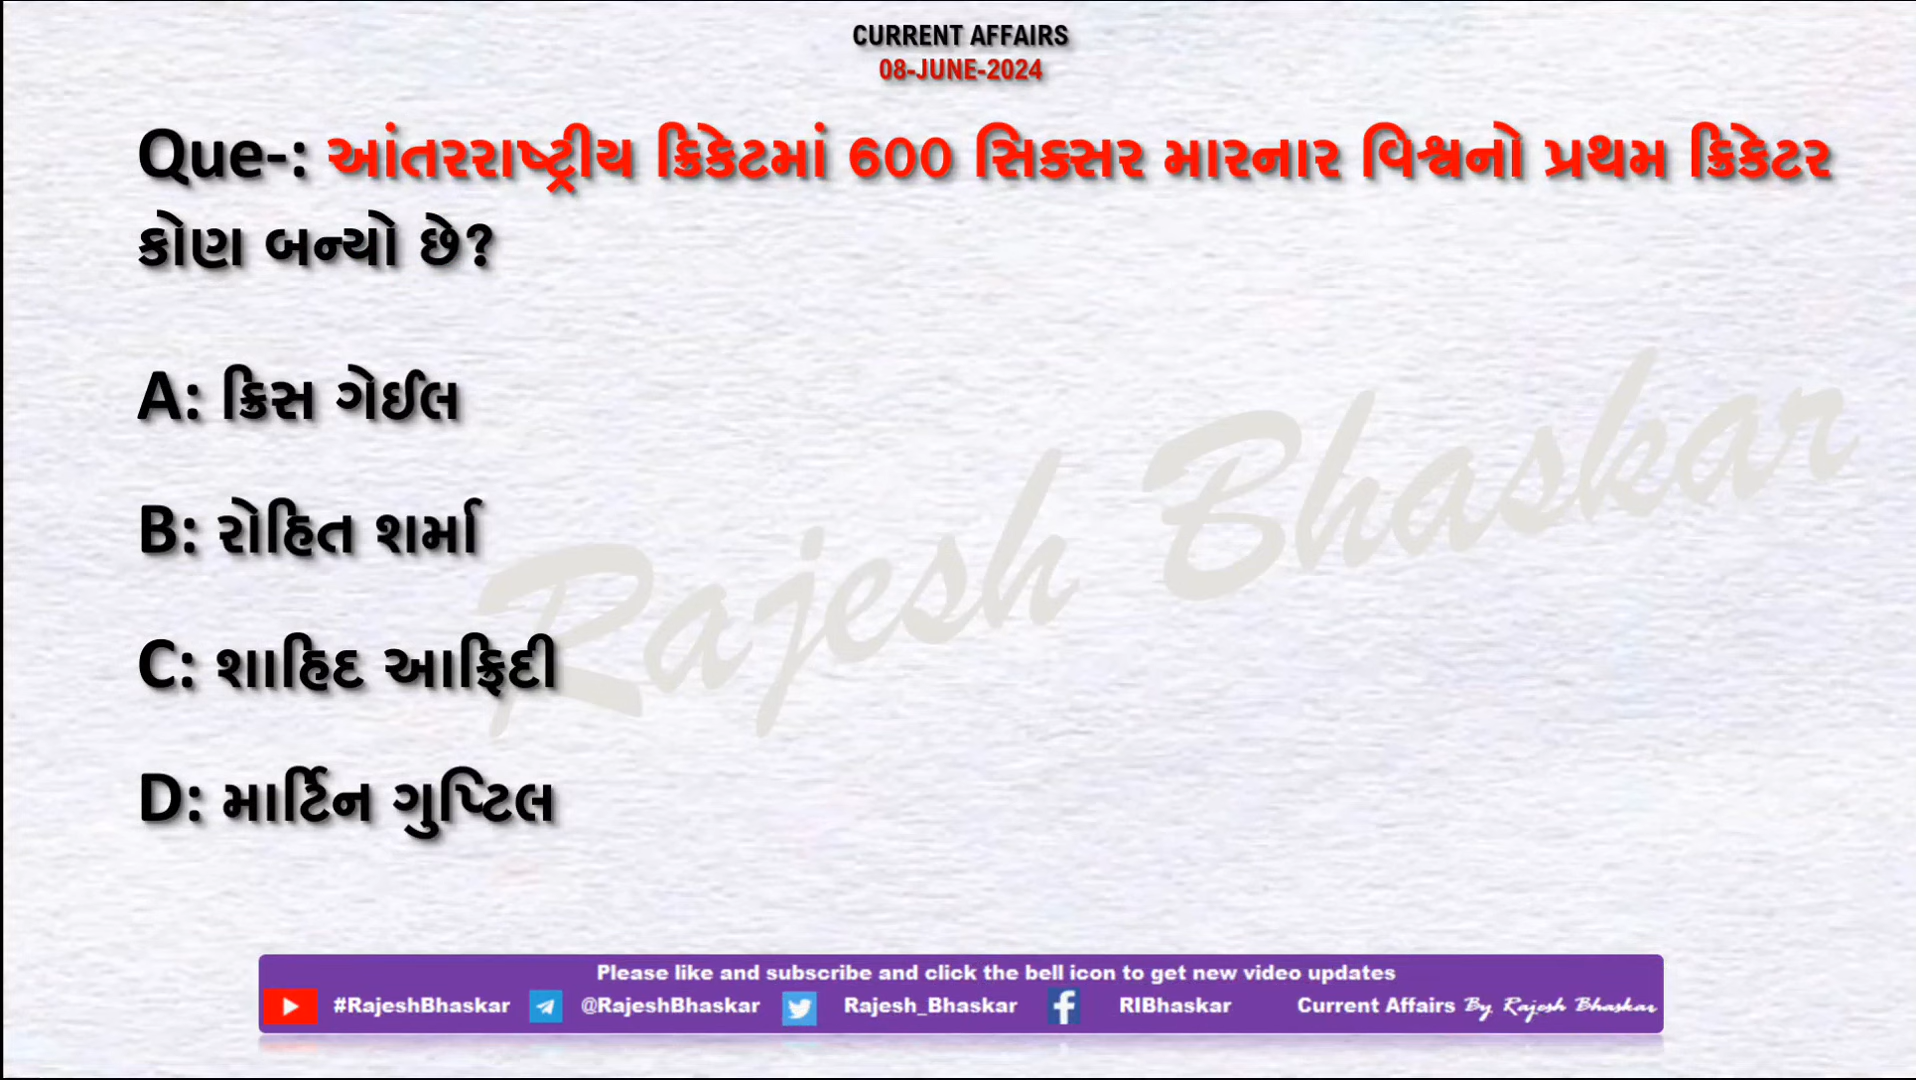 CURRENT AFFAIRS
08-JUNE-2024
Que-: આંતરરાષ્ટ્રીય ક્રિકેટમાં 600 સિક્સર મારનાર વિશ્વનો પ્રથમ ક્રિકેટર
કોણ બન્યો છે?
A: ક્રિસ ગેઈલ
B: રોહિત શર્મા
C: શાહિદ આફ્રિદી
D: માર્ટિન ગુપ્ટિલ
Rajesh Bhaskar
Please like and subscribe and click the bell icon to get new video updates
#RajeshBhaskar @RajeshBhaskar Rajesh_Bhaskar RIBhaskar Current Affairs By Rajesh Bhaskar